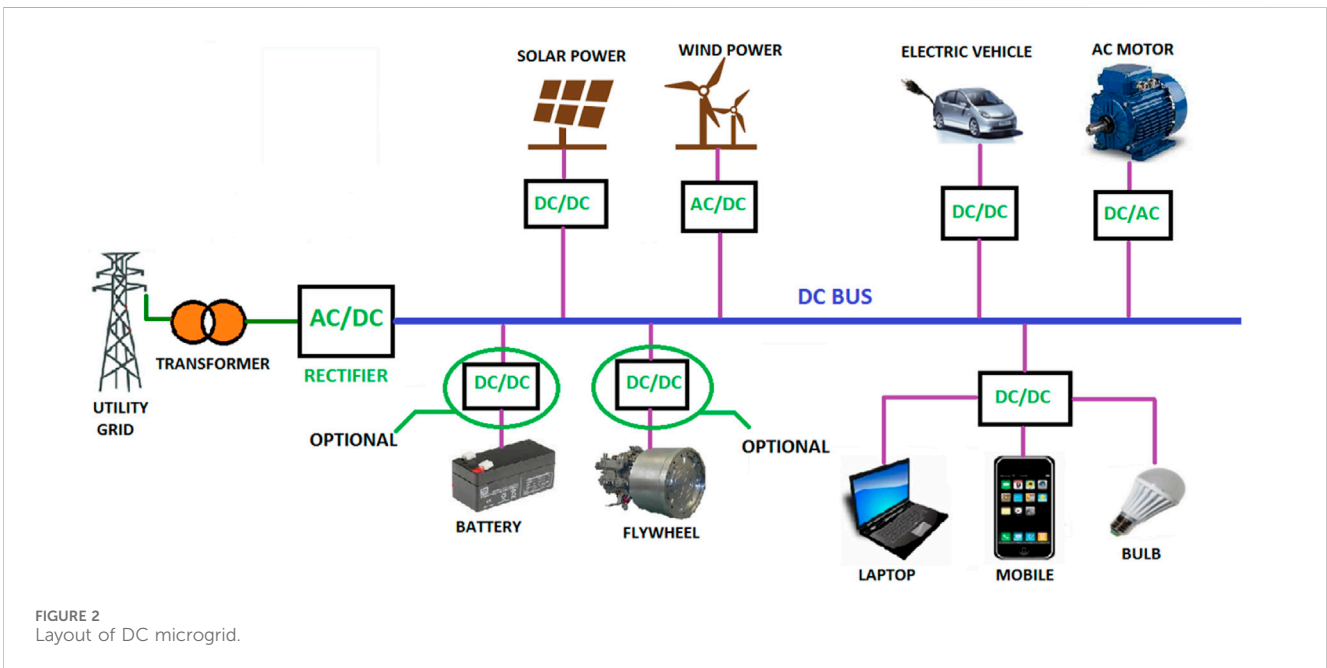 SOLAR POWER
WIND POWER
ELECTRIC VEHICLE
AC MOTOR
DC/DC
AC/DC
DC/DC
DC/AC
DC BUS
AC/DC
TRANSFORMER
RECTIFIER
UTILITY
GRID
DC/DC
DC/DC
DC/DC
OPTIONAL
OPTIONAL
BATTERY
FLYWHEEL
LAPTOP
MOBILE
BULB
FIGURE 2
Layout of DC microgrid.